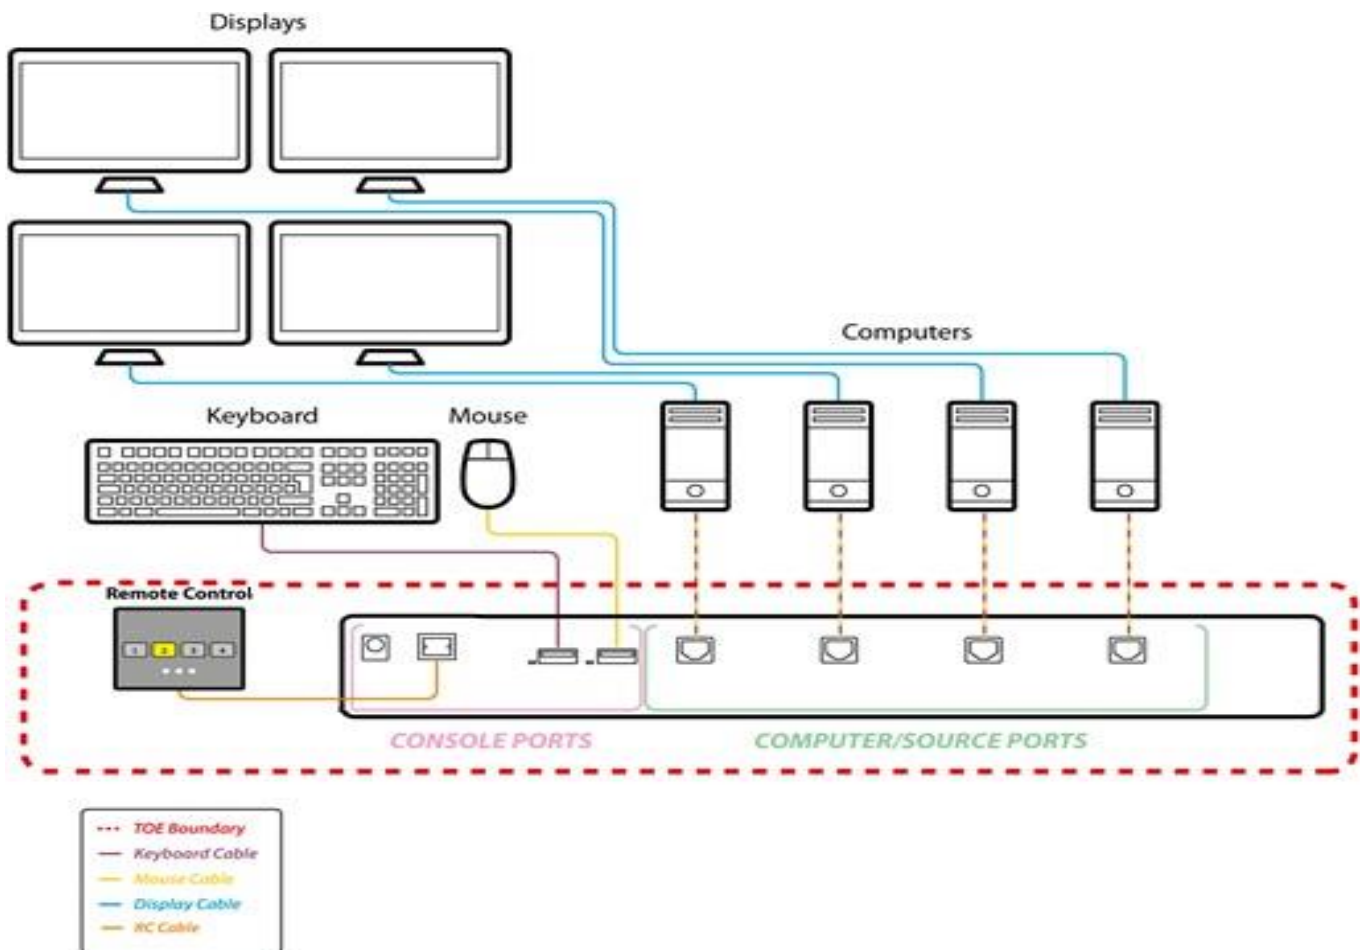 Displays
Computers
Keyboard
Mouse
Remote Control
1 2 3 4
CONSOLE PORTS
COMPUTER/SOURCE PORTS
TOE Boundary
Keyboard Cable
Mouse Cable
Display Cable
RC Cable